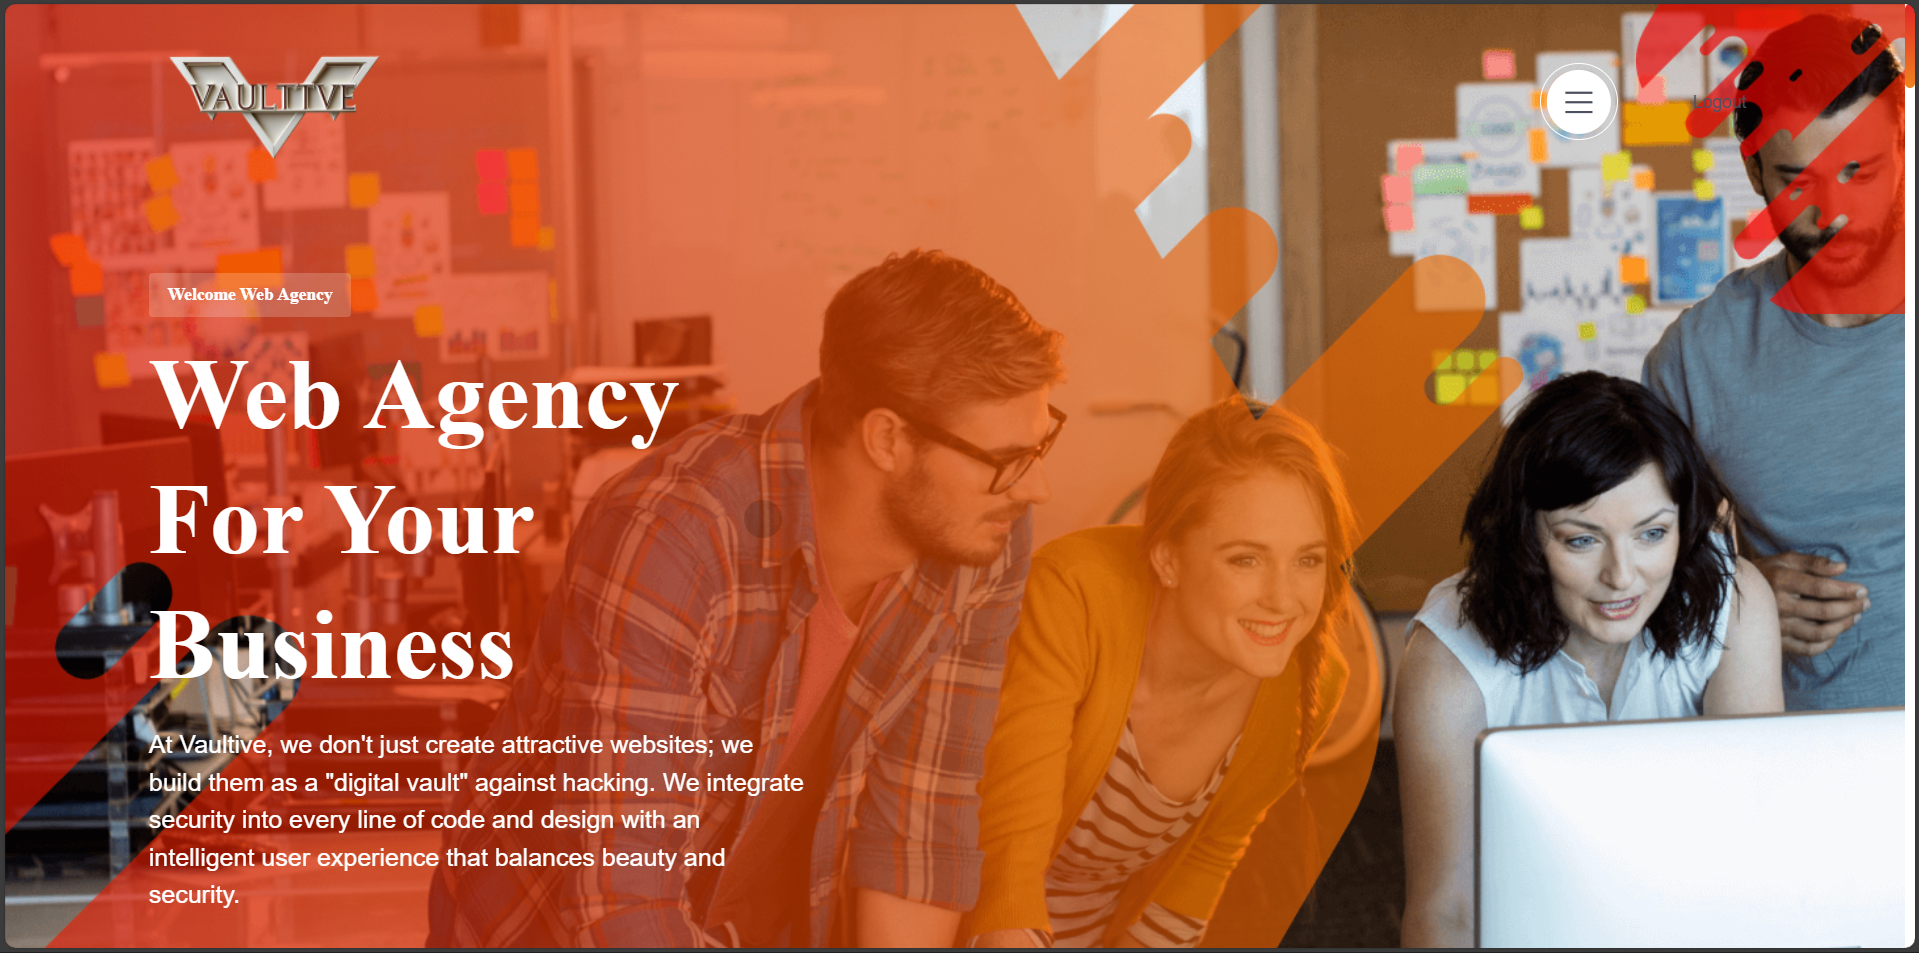 VAULTIVE
Logout
Welcome Web Agency
Web Agency
For Your
Business
At Vaultive, we don't just create attractive websites; we
build them as a "digital vault" against hacking. We integrate
security into every line of code and design with an
intelligent user experience that balances beauty and
security.